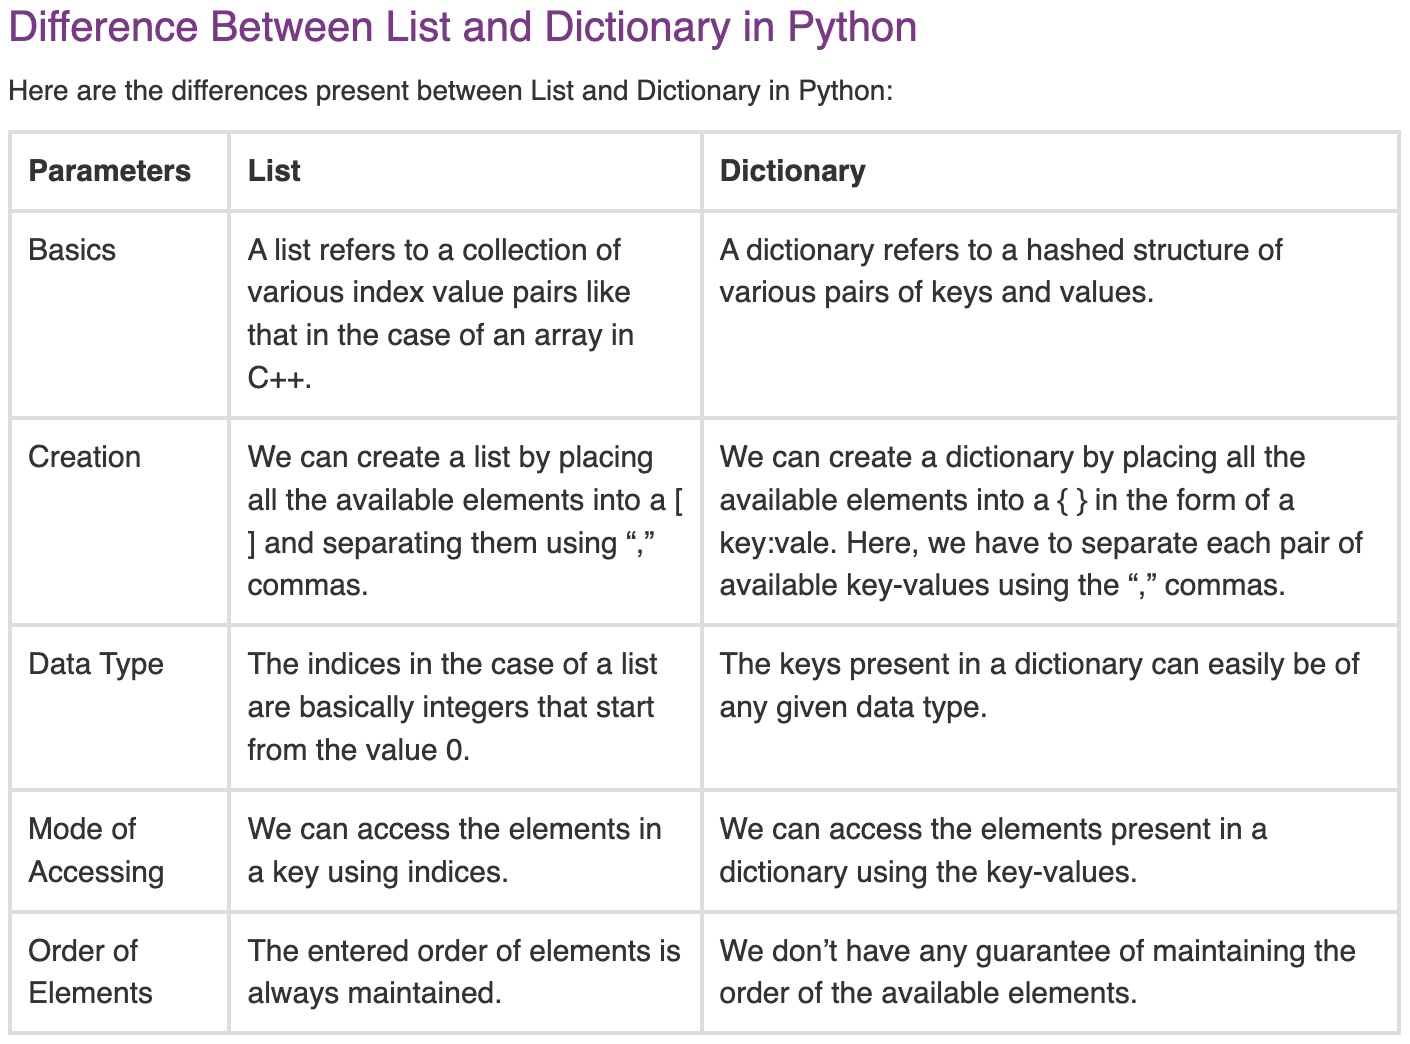 Difference Between List and Dictionary in Python
Here are the differences present between List and Dictionary in Python:
Parameters
List
Dictionary
Basics
A list refers to a collection of
various index value pairs like
that in the case of an array in
C++.
A dictionary refers to a hashed structure of
various pairs of keys and values.
Creation
We can create a list by placing
all the available elements into a [
] and separating them using “,”
commas.
We can create a dictionary by placing all the
available elements into a { } in the form of a
key:vale. Here, we have to separate each pair of
available key-values using the “,” commas.
Data Type
The indices in the case of a list
are basically integers that start
from the value 0.
The keys present in a dictionary can easily be of
any given data type.
Mode of
Accessing
We can access the elements in
a key using indices.
We can access the elements present in a
dictionary using the key-values.
Order of
Elements
The entered order of elements is
always maintained.
We don’t have any guarantee of maintaining the
order of the available elements.